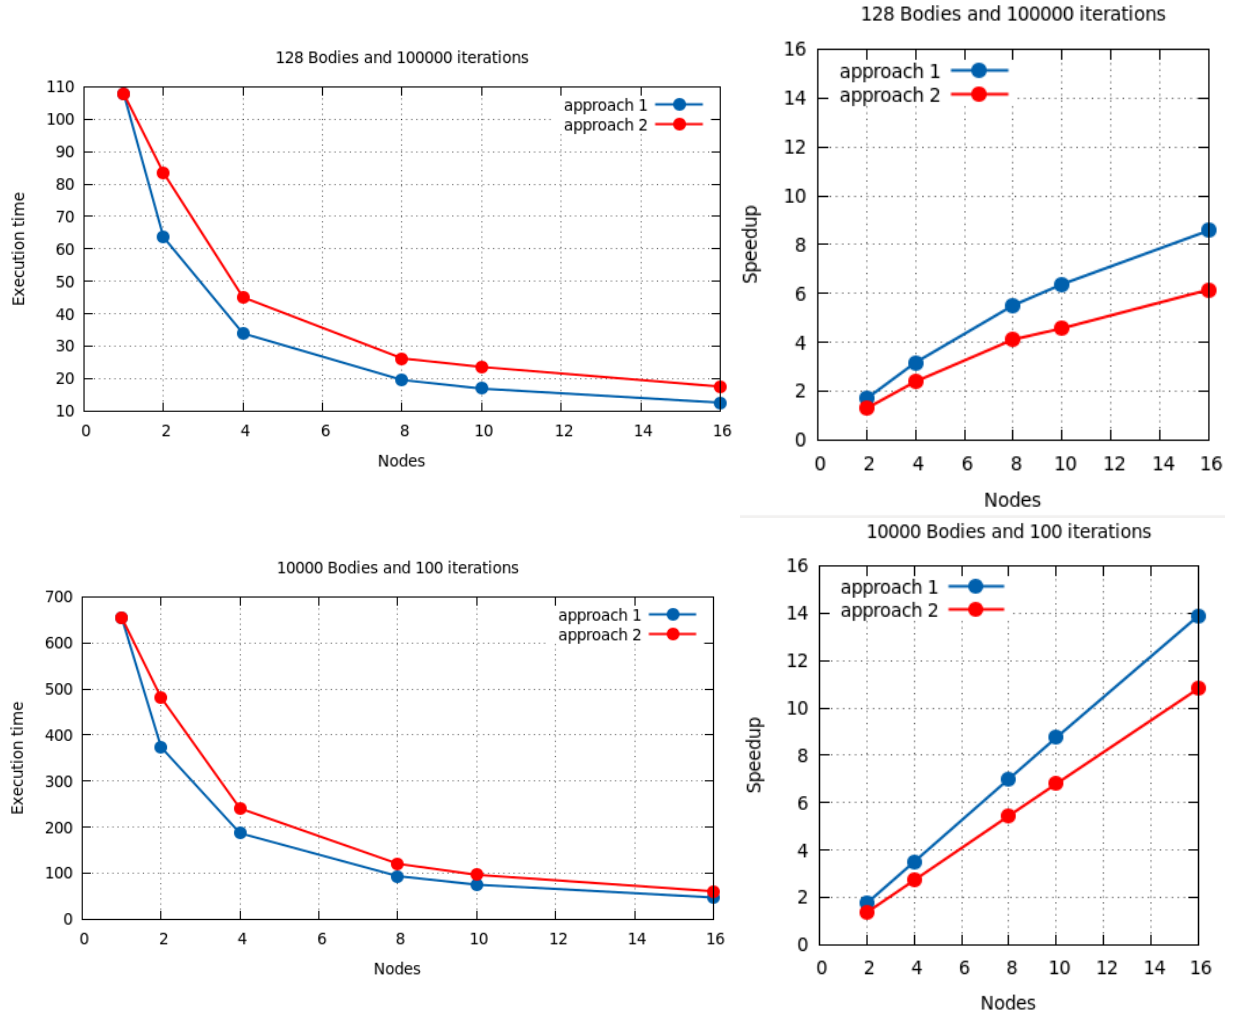 128 Bodies and 100000 iterations
110
100
90
80
70
60
50
40
30
20
10
Execution time
approach 1
approach 2
0 2 4 6 8 10 12 14 16
Nodes
128 Bodies and 100000 iterations
16
14
12
10
8
6
4
2
0
Speedup
approach 1
approach 2
0 2 4 6 8 10 12 14 16
Nodes
10000 Bodies and 100 iterations
700
600
500
400
300
200
100
0
Execution time
approach 1
approach 2
0 2 4 6 8 10 12 14 16
Nodes
10000 Bodies and 100 iterations
16
14
12
10
8
6
4
2
0
Speedup
approach 1
approach 2
0 2 4 6 8 10 12 14 16
Nodes